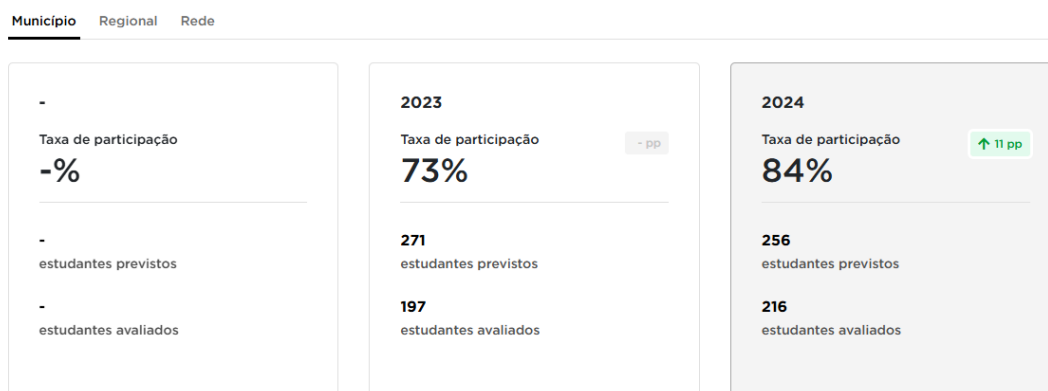 Município Regional Rede
-
Taxa de participação
-%
-
estudantes previstos
-
estudantes avaliados
2023
Taxa de participação
- pp
73%
271
estudantes previstos
197
estudantes avaliados
2024
Taxa de participação
↑ 11 pp
84%
256
estudantes previstos
216
estudantes avaliados